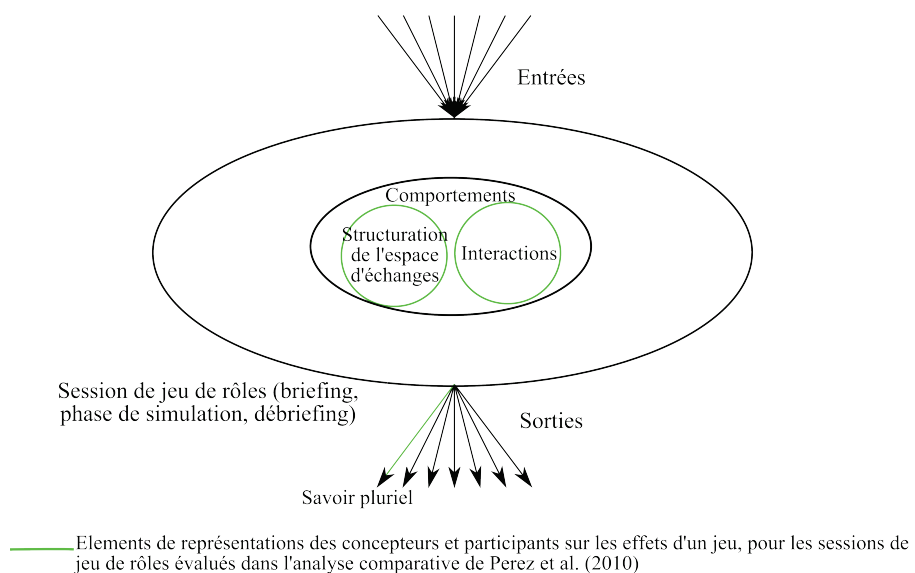 Entrées
Comportements
Structuration
de l'espace
d'échanges
Interactions
Session de jeu de rôles (briefing,
phase de simulation, débriefing)
Sorties
Savoir pluriel
Elements de représentations des concepteurs et participants sur les effets d'un jeu, pour les sessions de
jeu de rôles évalués dans l'analyse comparative de Perez et al. (2010)